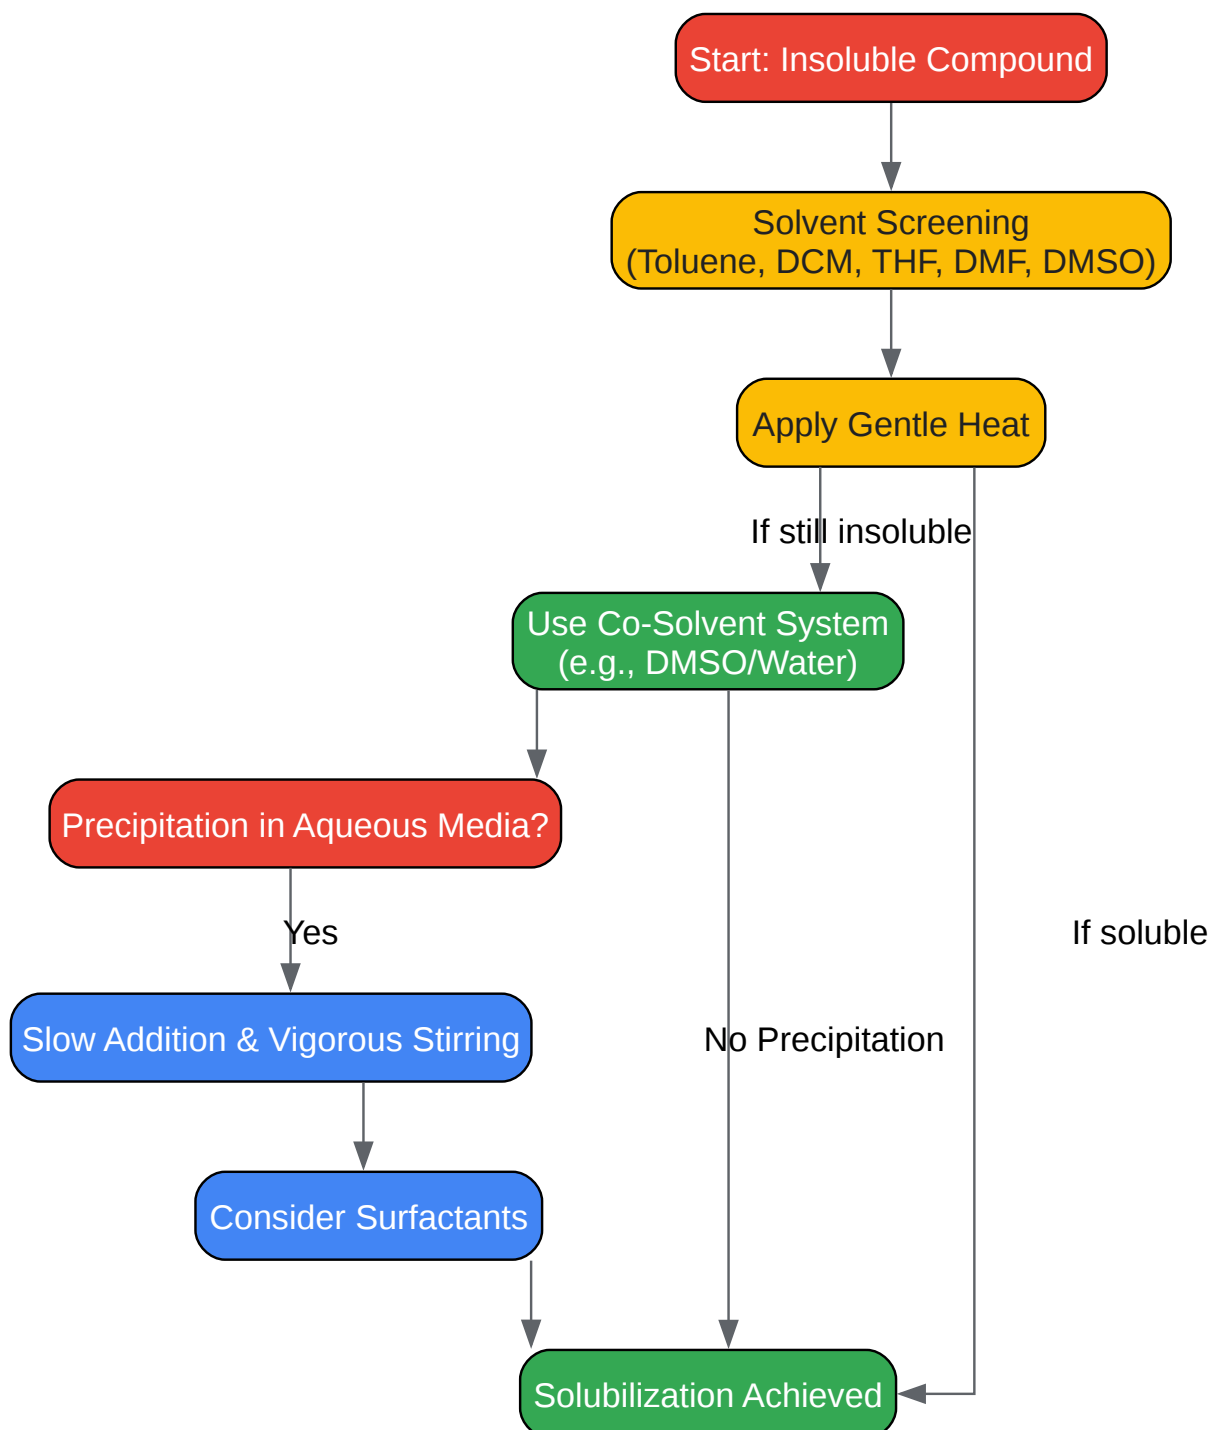 Start: Insoluble Compound
Solvent Screening
(Toluene, DCM, THF, DMF, DMSO)
Apply Gentle Heat
If still insoluble
Use Co-Solvent System
(e.g., DMSO/Water)
Precipitation in Aqueous Media?
Yes
If soluble
Slow Addition & Vigorous Stirring
No Precipitation
Consider Surfactants
Solubilization Achieved